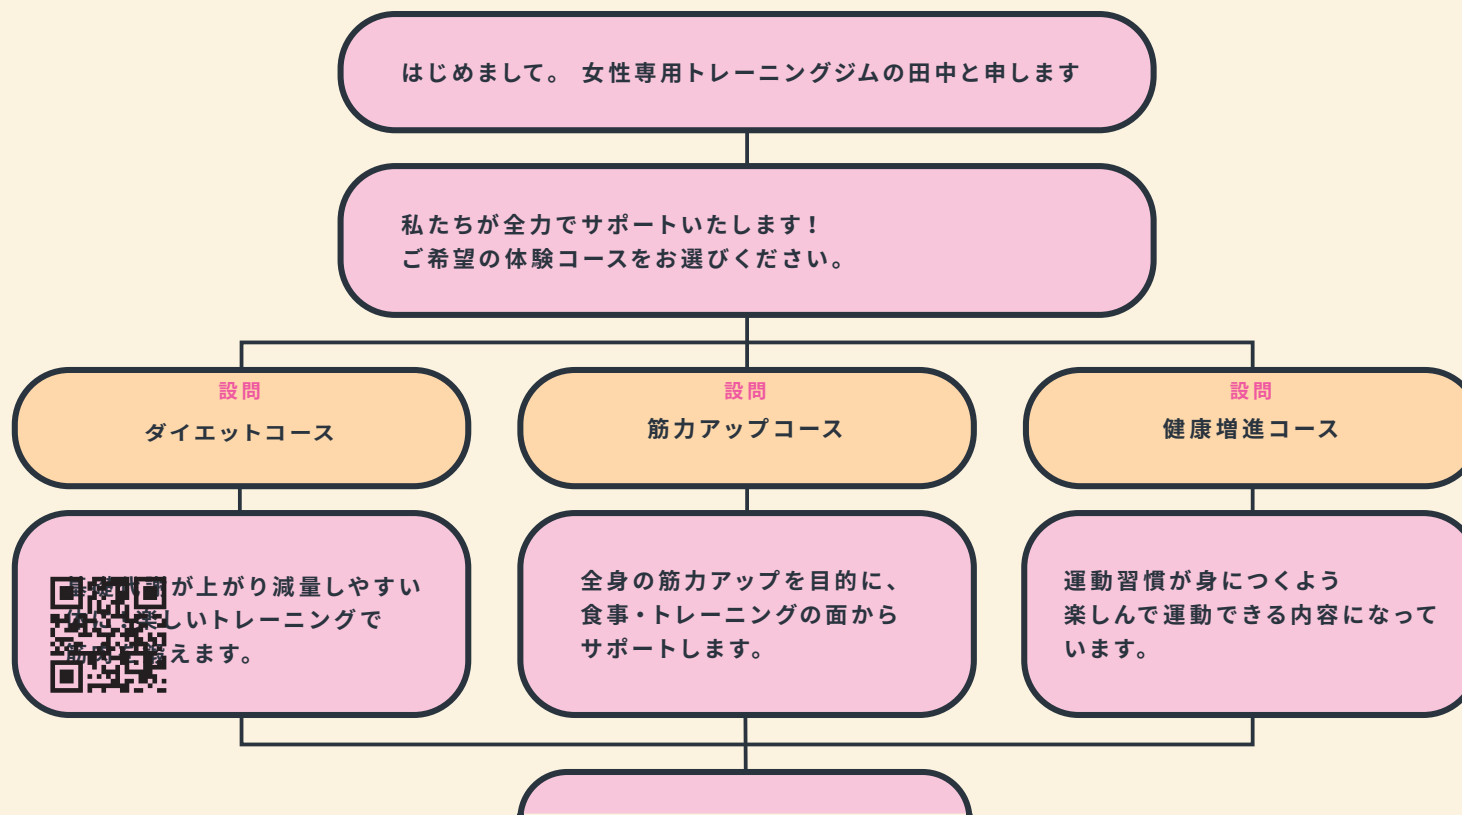 はじめまして。 女性専用トレーニングジムの田中と申します
私たちが全力でサポートいたします！
ご希望の体験コースをお選びください。
設問
ダイエットコース
設問
筋力アップコース
設問
健康増進コース
が上がり減量しやすい
楽しいトレーニングで
えます。
全身の筋力アップを目的に、
食事・トレーニングの面から
サポートします。
運動習慣が身につくよう
楽しんで運動できる内容になって
います。